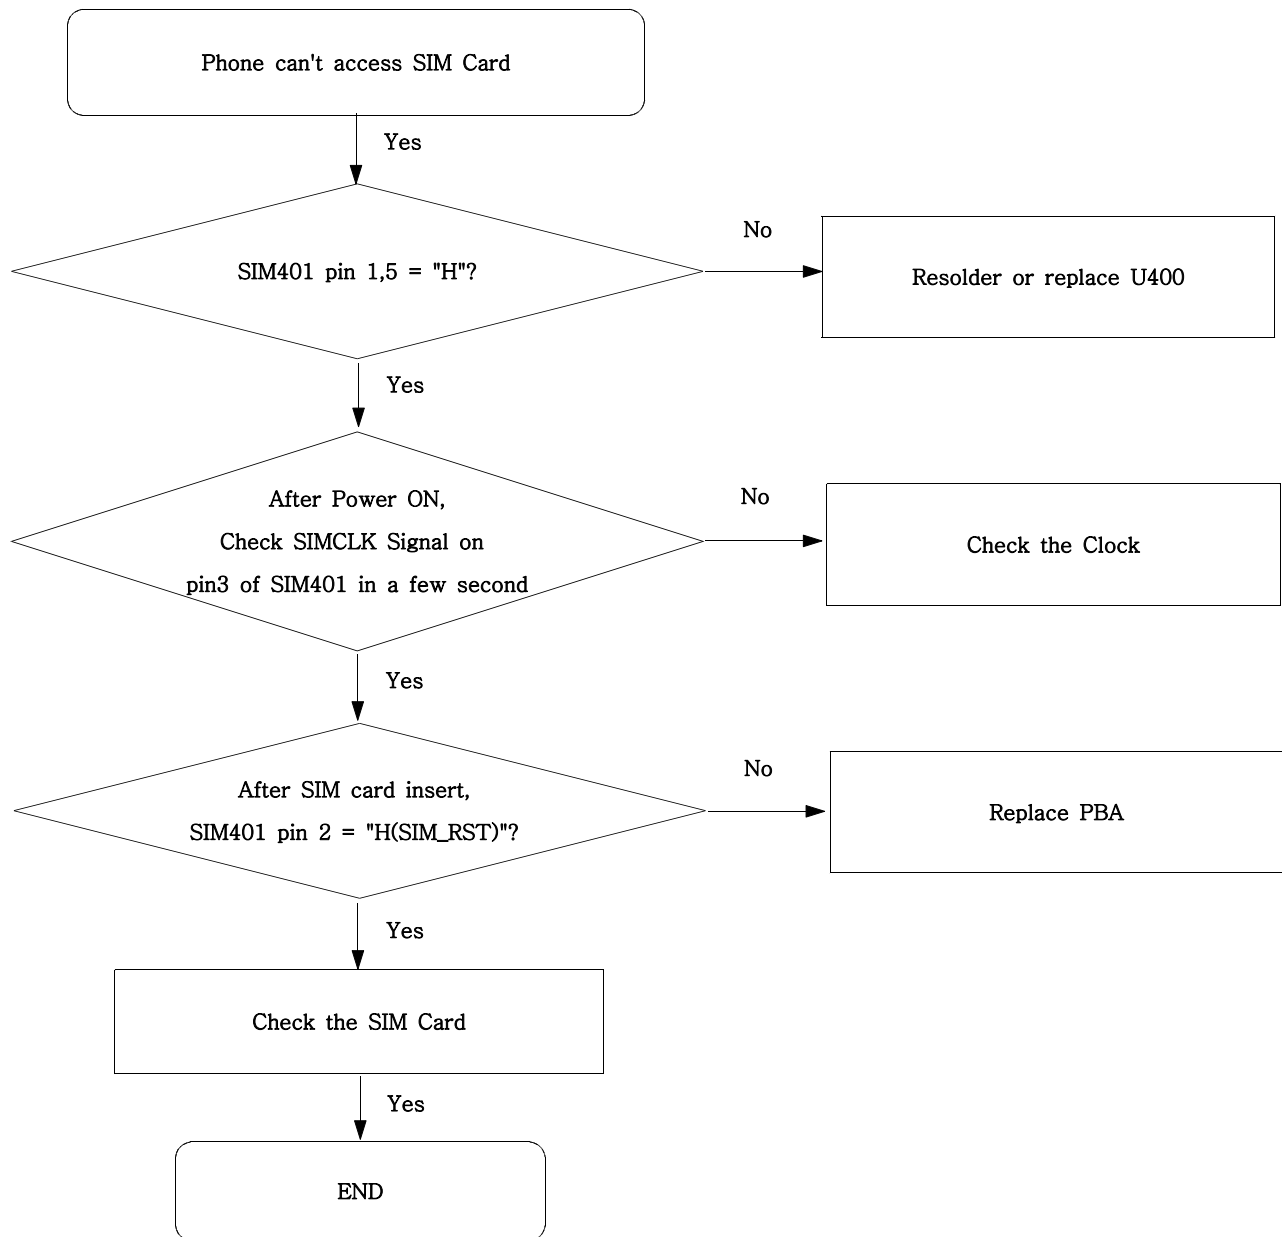 Phone can't access SIM Card
Yes
SIM401 pin 1,5 = "H"?
No
Resolder or replace U400
Yes
After Power ON,
Check SIMCLK Signal on
pin3 of SIM401 in a few second
No
Check the Clock
Yes
After SIM card insert,
SIM401 pin 2 = "H(SIM_RST)"?
No
Replace PBA
Yes
Check the SIM Card
Yes
END